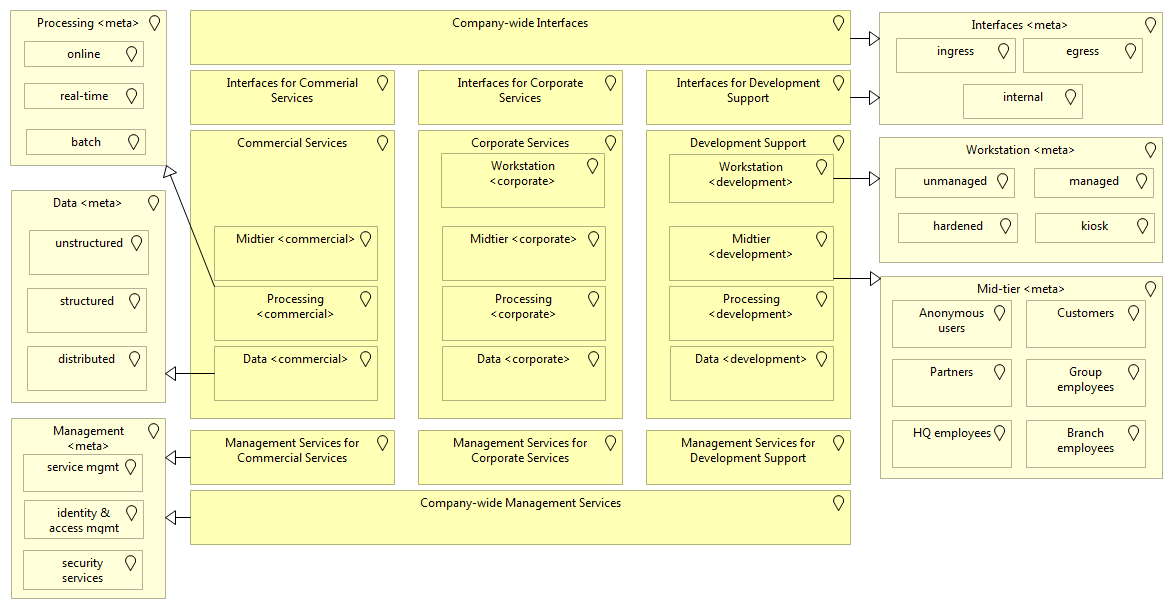 Processing <meta>
online
real-time
batch
Data <meta>
unstructured
structured
distributed
Management
<meta>
service mgmt
identity &
access mgmt
security
services
Company-wide Interfaces
Interfaces for Commerial
Services
Interfaces for Corporate
Services
Interfaces for Development
Support
Commercial Services
Midtier <commercial>
Processing
<commercial>
Data <commercial>
Corporate Services
Workstation
<corporate>
Midtier <corporate>
Processing
<corporate>
Data <corporate>
Development Support
Workstation
<development>
Midtier
<development>
Processing
<development>
Data <development>
Management Services for
Commercial Services
Management Services for
Corporate Services
Management Services for
Development Support
Company-wide Management Services
Interfaces <meta>
ingress
egress
internal
Workstation <meta>
unmanaged
managed
hardened
kiosk
Mid-tier <meta>
Anonymous
users
Customers
Partners
Group
employees
HQ employees
Branch
employees